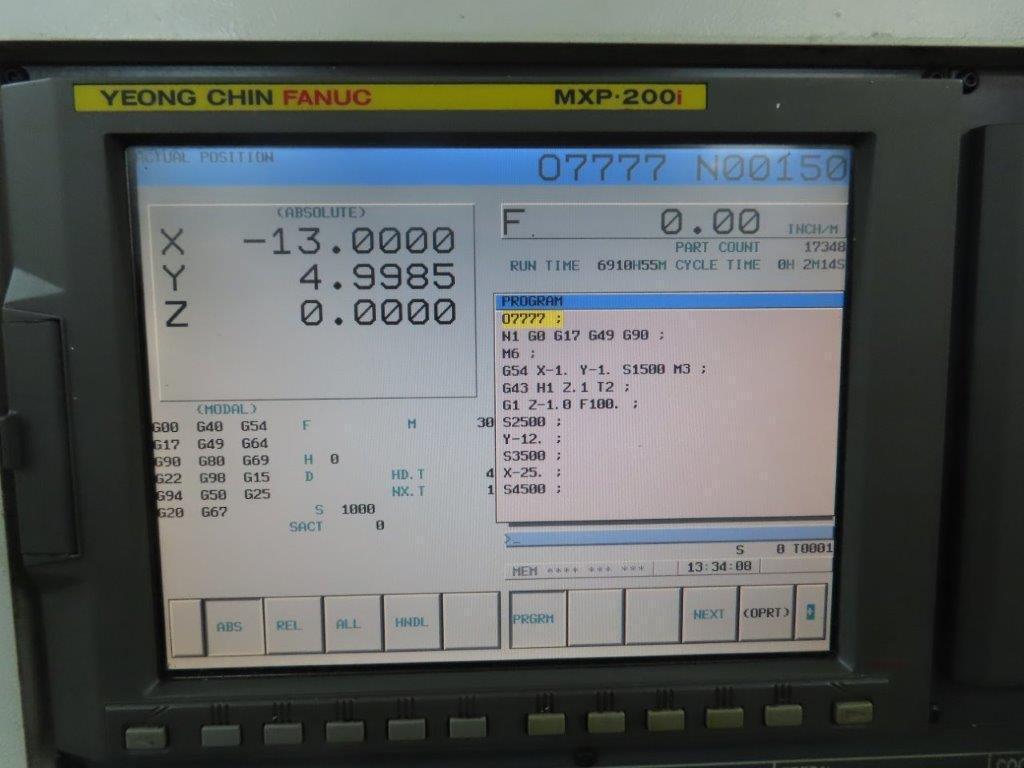 YEONG CHIN FANUC MXP·200i
ACTUAL POSITION O7777 N00150
(ABSOLUTE)
X -13.0000
Y 4.9985
Z 0.0000
F 0.00 INCH/M
PART COUNT 17348
RUN TIME 6910H55M CYCLE TIME 0H 2M14S
PROGRAM
O7777 ;
N1 G0 G17 G49 G90 ;
M6 ;
G54 X-1. Y-1. S1500 M3 ;
G43 H1 Z.1 T2 ;
G1 Z-1.0 F100. ;
S2500 ;
Y-12. ;
S3500 ;
X-25. ;
S4500 ;
(MODAL)
G00 G40 G54 F M 30
G17 G49 G64
G90 G80 G69 H 0
G22 G98 G15 D HD.T 4
G94 G50 G25 NX.T 1
G20 G67 S 1000
SACT 0
>_
S 0 T0001
MEM **** *** *** 13:34:08
ABS REL ALL HNDL PRGRM NEXT (OPRT)